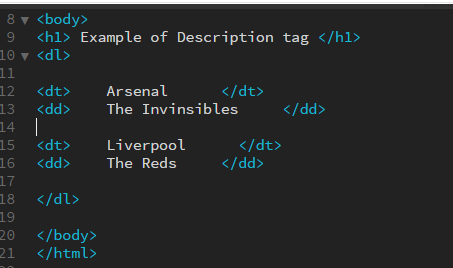 8 <body>
9 <h1> Example of Description tag </h1>
10 <dl>
11
12 <dt>    Arsenal      </dt>
13 <dd>    The Invinsibles     </dd>
14
15 <dt>    Liverpool      </dt>
16 <dd>    The Reds     </dd>
17
18 </dl>
19
20 </body>
21 </html>